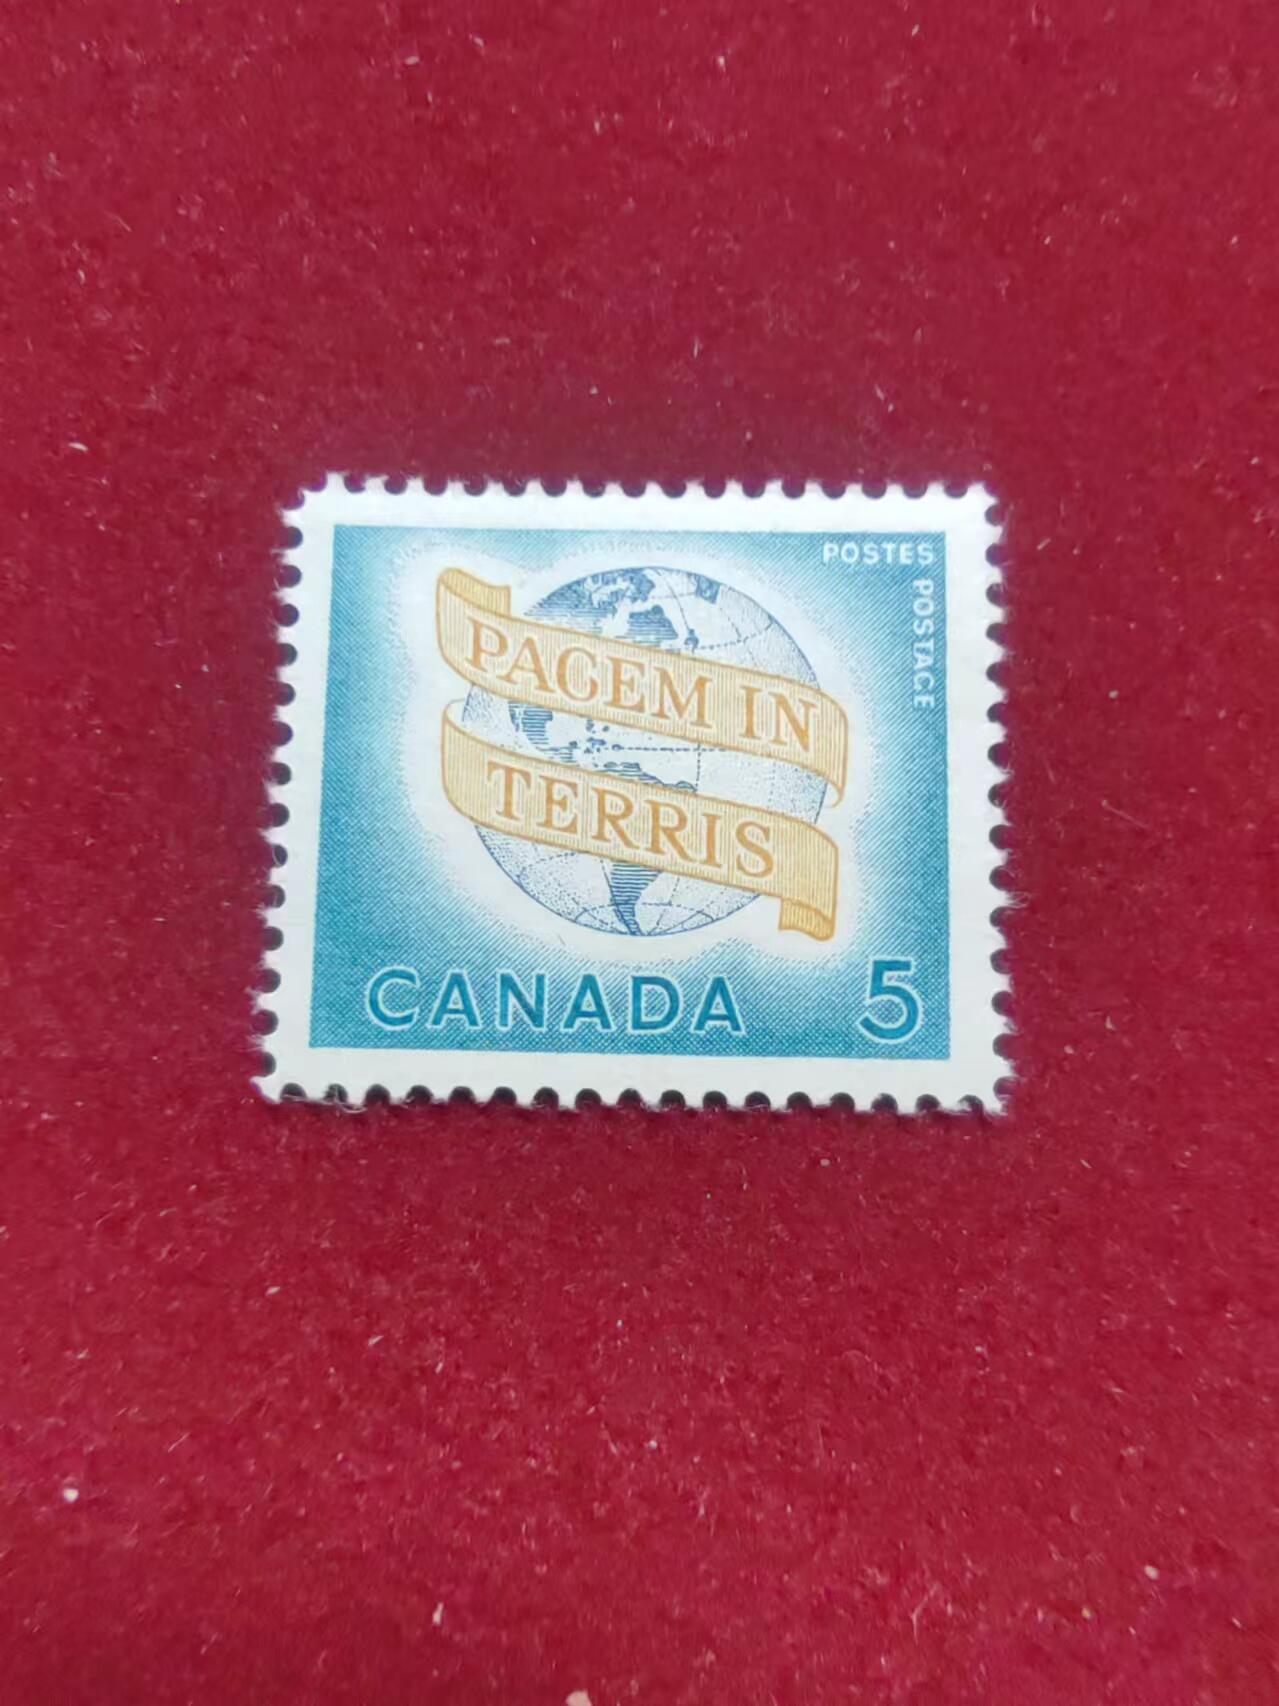 POSTES
POSTAGE
PACEM IN
TERRIS
CANADA 5